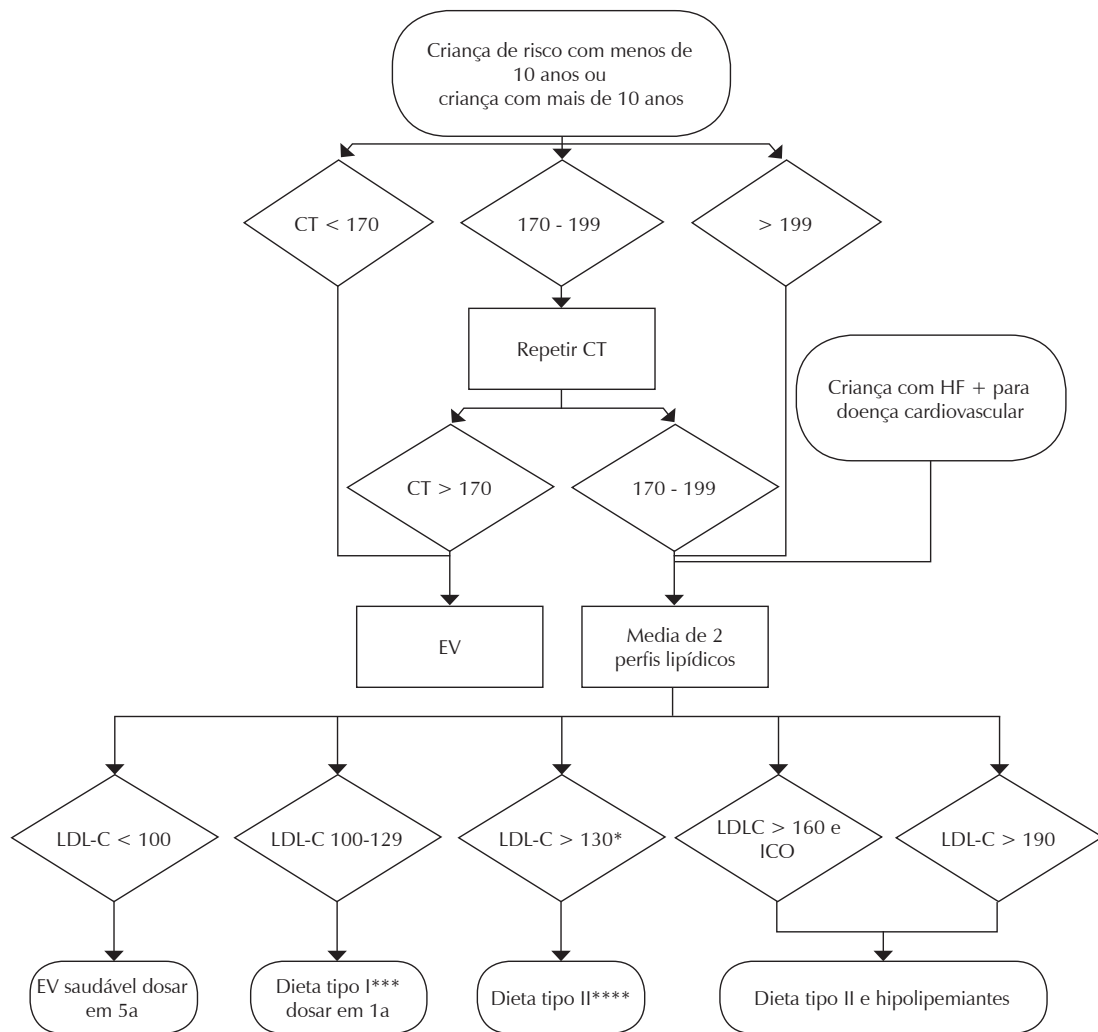 Criança de risco com menos de
10 anos ou
criança com mais de 10 anos
CT < 170
170 - 199
> 199
Repetir CT
Criança com HF + para
doença cardiovascular
CT > 170
170 - 199
EV
Media de 2
perfis lipídicos
LDL-C < 100
LDL-C 100-129
LDL-C > 130*
LDLC > 160 e
ICO
LDL-C > 190
EV saudável dosar
em 5a
Dieta tipo I***
dosar em 1a
Dieta tipo II****
Dieta tipo II e hipolipemiantes